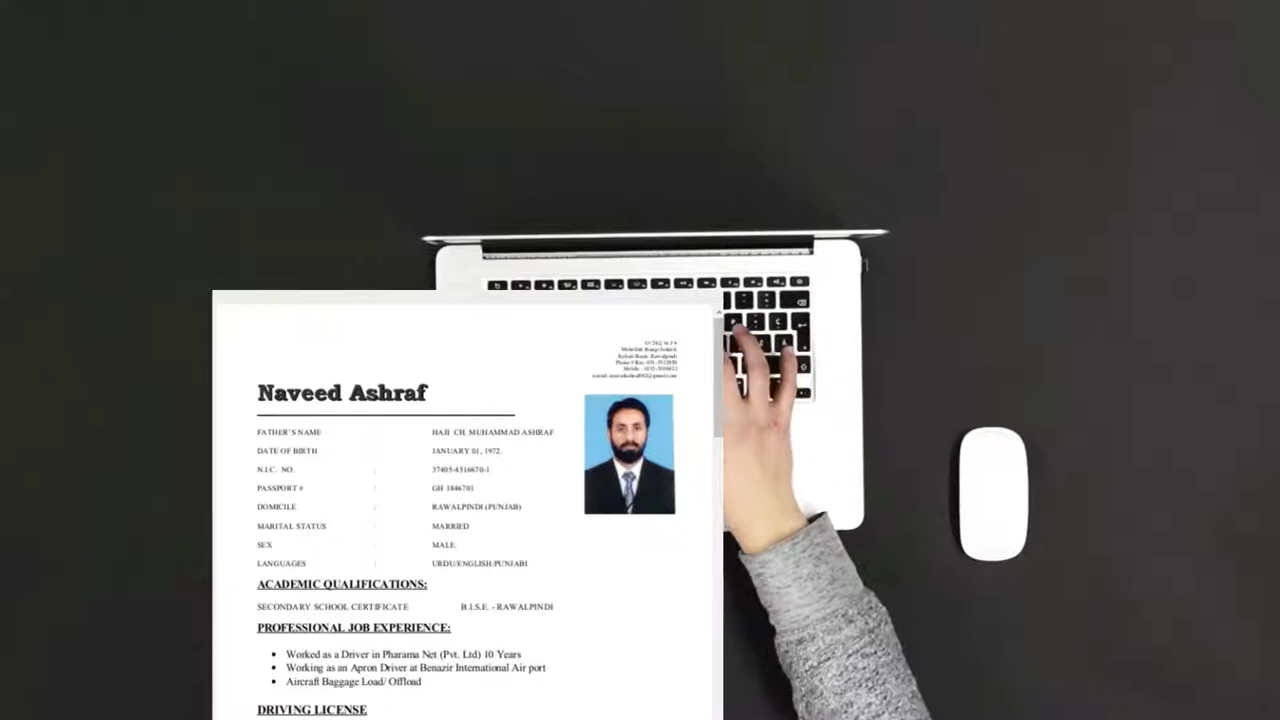 Mobile :
Naveed Ashraf
FATHER'S NAME HAJI CH. MUHAMMAD ASHRAF
DATE OF BIRTH JANUARY 01, 1972.
N.I.C. NO. : 37405-4516670-1
PASSPORT # : GH 1846701
DOMICILE : RAWALPINDI (PUNJAB)
MARITAL STATUS : MARRIED
SEX : MALE
LANGUAGES : URDU/ENGLISH/PUNJABI
ACADEMIC QUALIFICATIONS:
SECONDARY SCHOOL CERTIFICATE B.I.S.E. - RAWALPINDI
PROFESSIONAL JOB EXPERIENCE:
• Worked as a Driver in Pharama Net (Pvt. Ltd) 10 Years
• Working as an Apron Driver at Benazir International Air port
• Aircraft Baggage Load/ Offload
DRIVING LICENSE